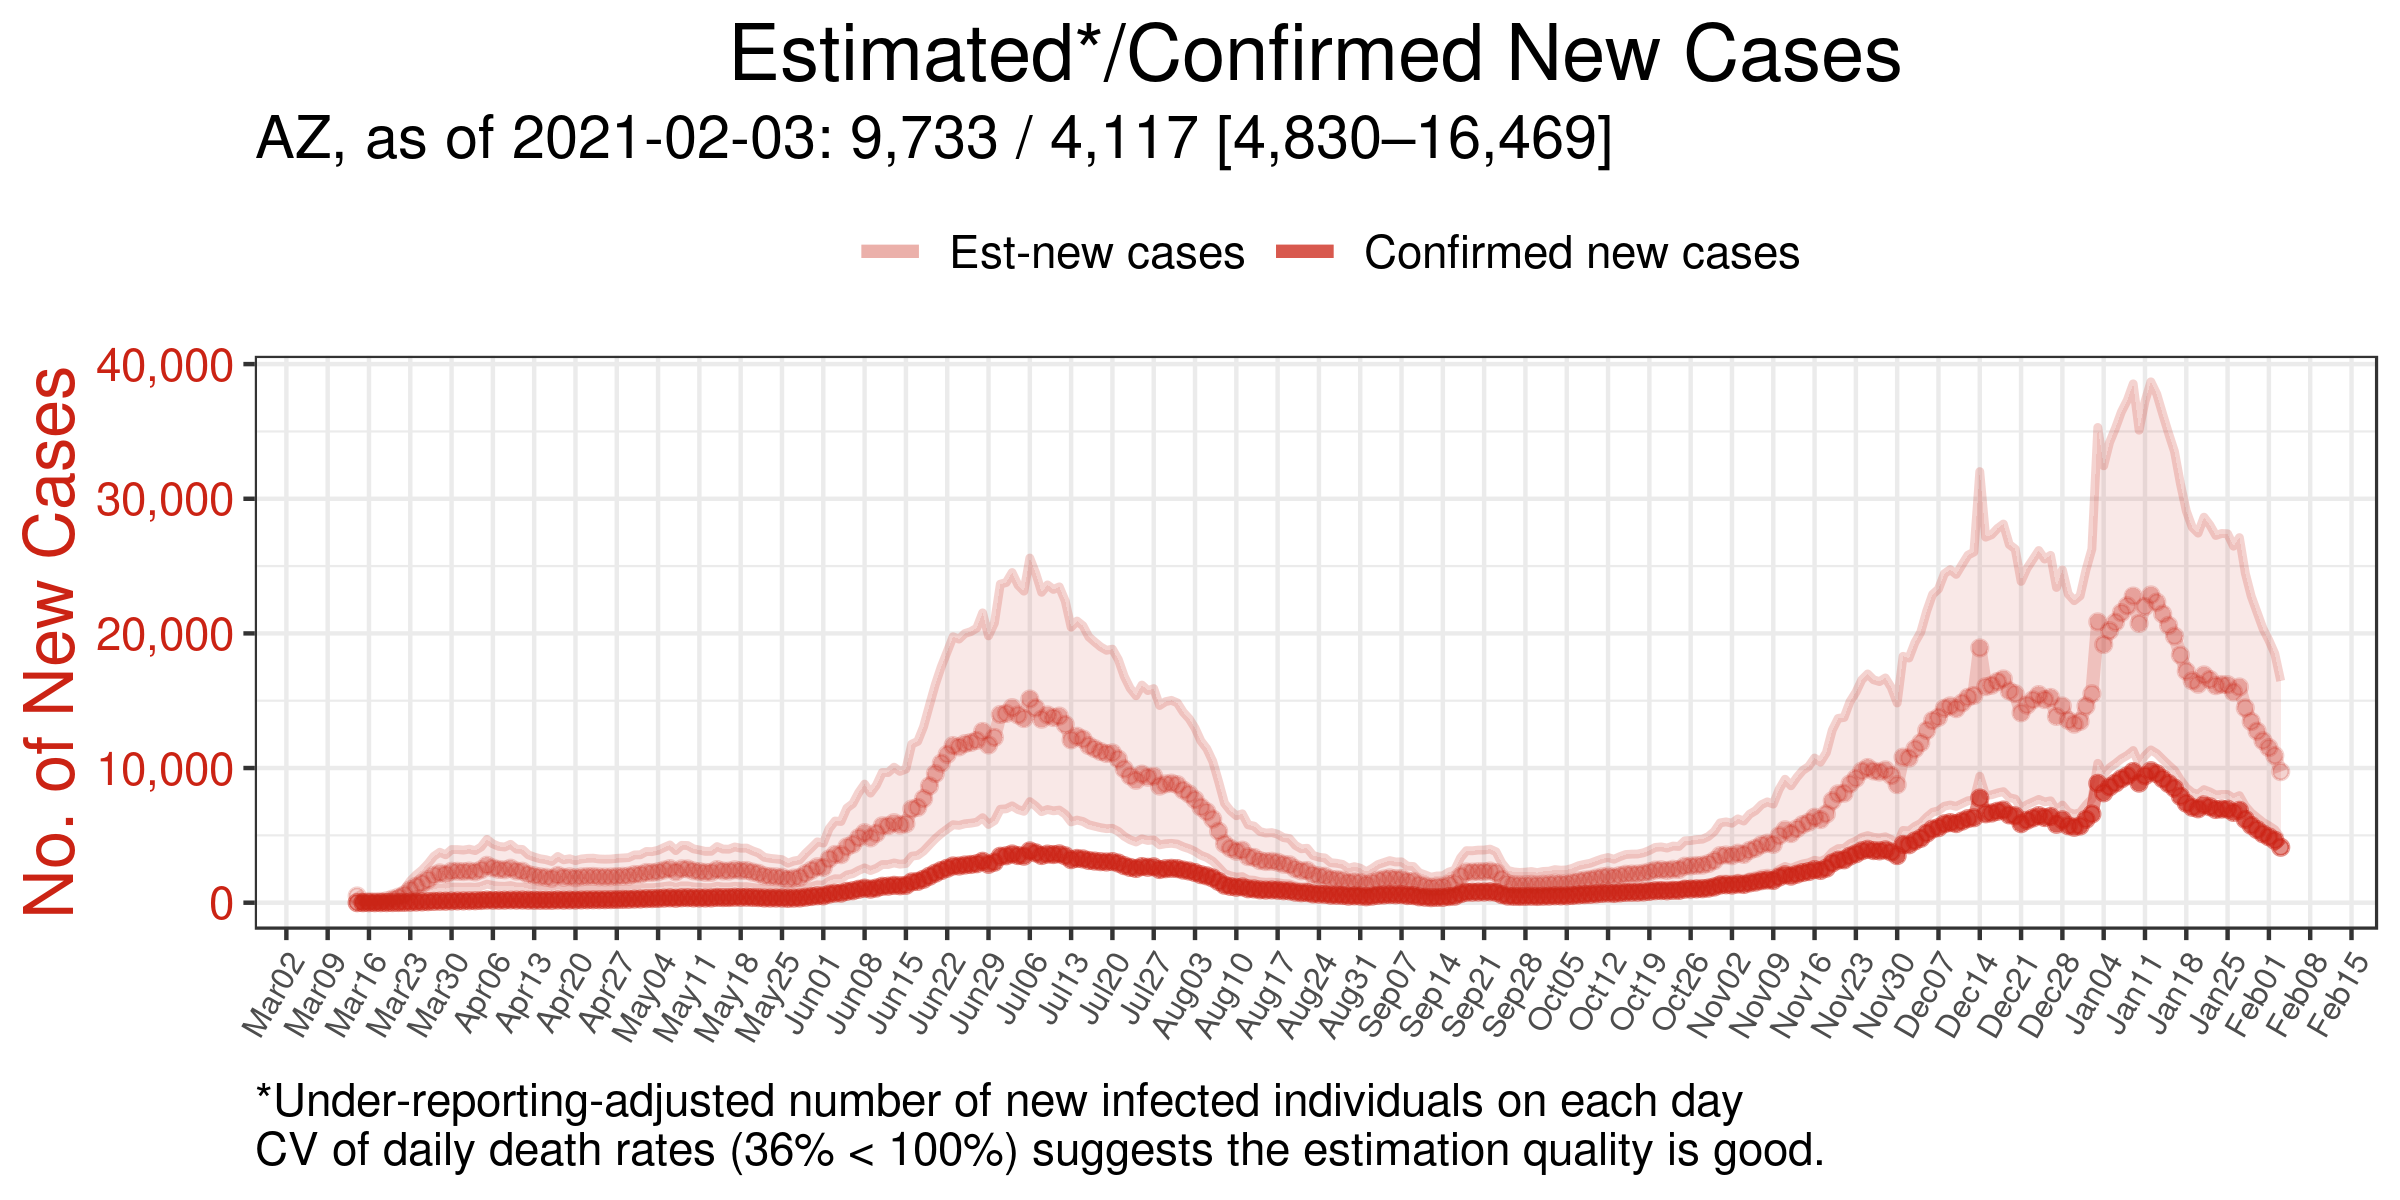 Estimated*/Confirmed New Cases
AZ, as of 2021-02-03: 9,733 / 4,117 [4,830–16,469]
Est-new cases Confirmed new cases
No. of New Cases
40,000
30,000
20,000
10,000
0
Mar02 Mar09 Mar16 Mar23 Mar30 Apr06 Apr13 Apr20 Apr27 May04 May11 May18 May25 Jun01 Jun08 Jun15 Jun22 Jun29 Jul06 Jul13 Jul20 Jul27 Aug03 Aug10 Aug17 Aug24 Aug31 Sep07 Sep14 Sep21 Sep28 Oct05 Oct12 Oct19 Oct26 Nov02 Nov09 Nov16 Nov23 Nov30 Dec07 Dec14 Dec21 Dec28 Jan04 Jan11 Jan18 Jan25 Feb01 Feb08 Feb15
*Under-reporting-adjusted number of new infected individuals on each day
CV of daily death rates (36% < 100%) suggests the estimation quality is good.